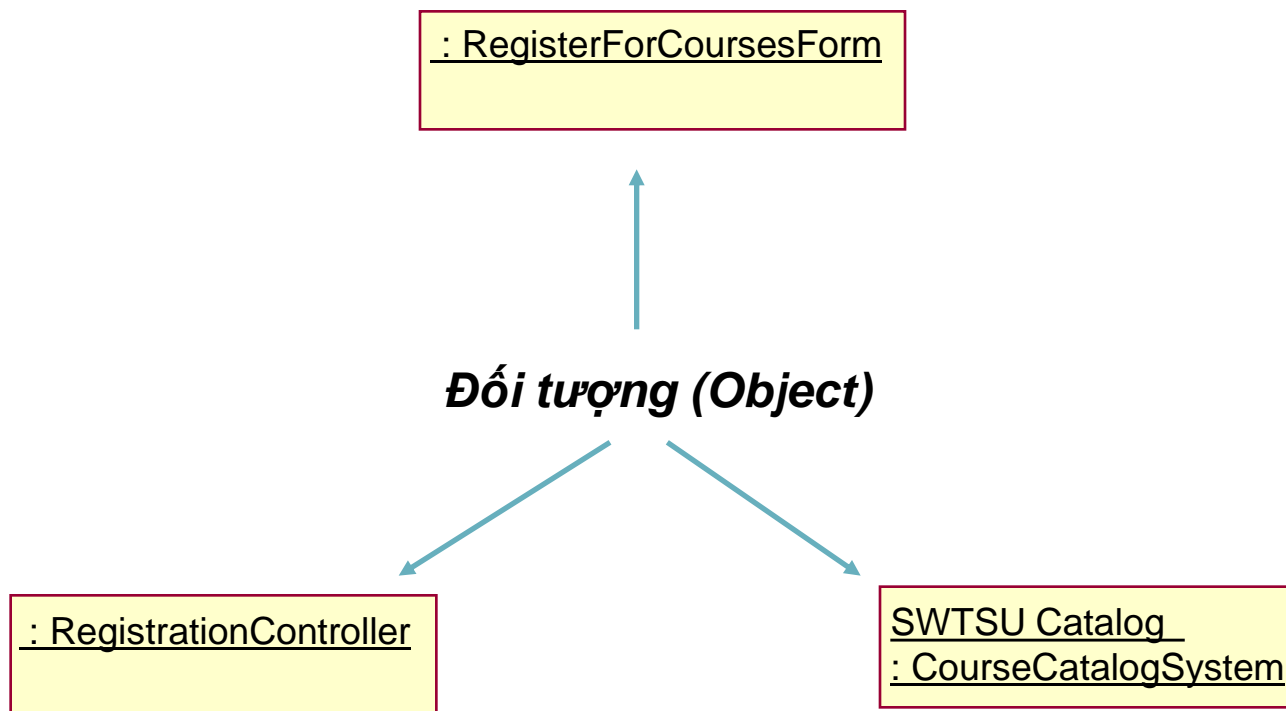 : RegisterForCoursesForm
Đối tượng (Object)
: RegistrationController
SWTSU Catalog
: CourseCatalogSystem